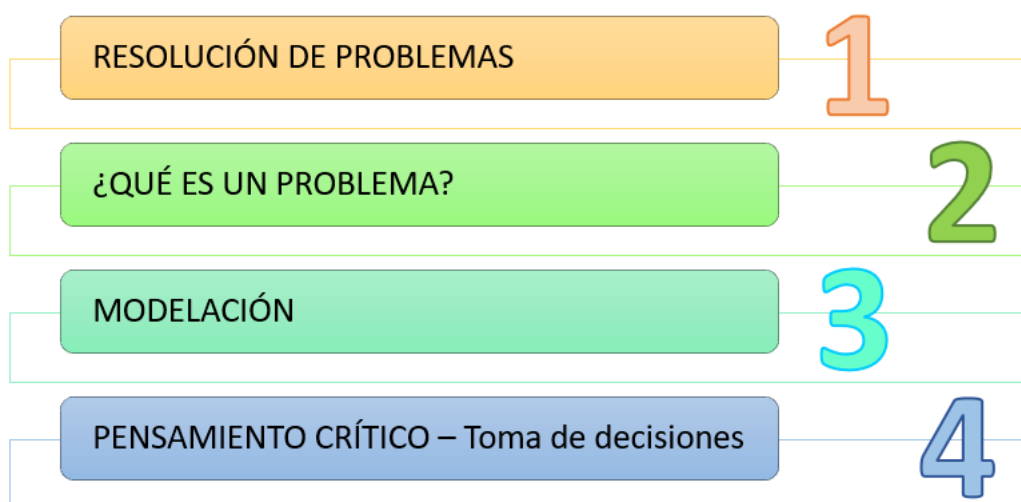 RESOLUCIÓN DE PROBLEMAS 1
¿QUÉ ES UN PROBLEMA? 2
MODELACIÓN 3
PENSAMIENTO CRÍTICO – Toma de decisiones 4